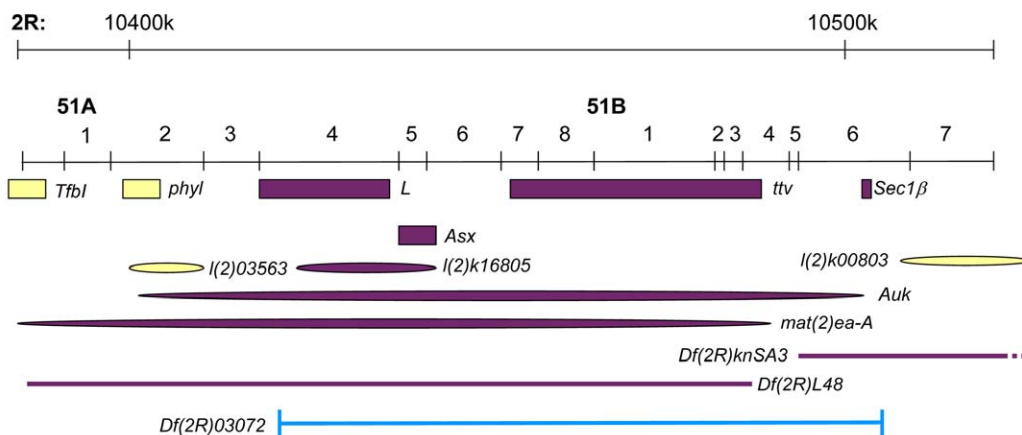 2R: 10400k 10500k
51A 51B
1 2 3 4 5 6 7 8 1 2 3 4 5 6 7
TfbI phyl L ttv Sec1β
Asx
l(2)03563 l(2)k16805 l(2)k00803
Auk
mat(2)ea-A
Df(2R)knSA3
Df(2R)L48
Df(2R)03072